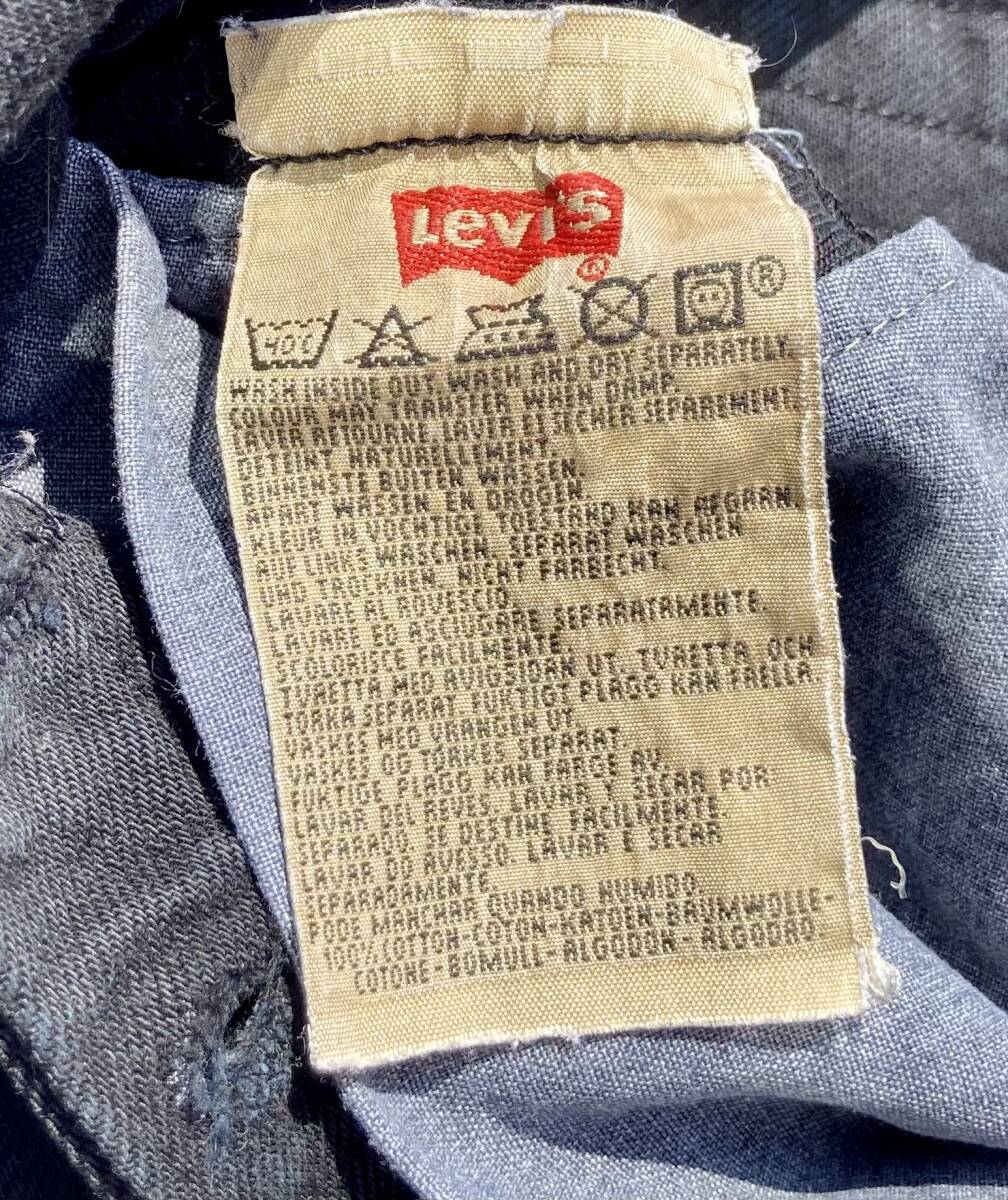 Levi's ®
40C ®
WASH INSIDE OUT. WASH AND DRY SEPARATELY.
COLOUR MAY TRANSFER WHEN DAMP.
LAVER RETOURNE. LAVER ET SECHER SEPAREMENT.
DETEINT NATURELLEMENT.
BINNENSTE BUITEN WASSEN.
APART WASSEN EN DROGEN.
KLEUR IN VOCHTIGE TOESTAND KAN AFGAAN.
AUF LINKS WASCHEN. SEPARAT WASCHEN
UND TROCKNEN. NICHT FARBECHT.
LAVARE AL ROVESCIO.
LAVARE ED ASCIUGARE SEPARATAMENTE.
SCOLORISCE FACILMENTE.
TVAETTA MED AVIGSIDAN UT. TVAETTA OCH
TORKA SEPARAT. FUKTIGT PLAGG KAN FAELLA.
VASKES MED VRANGEN UT.
VASKES OG TORKES SEPARAT.
FUKTIGE PLAGG KAN FARGE AV.
LAVAR DEL REVES. LAVAR Y SECAR POR
SEPARADO. SE DESTINE FACILMENTE.
LAVAR DO AVESSO. LAVAR E SECAR
SEPARADAMENTE.
PODE MANCHAR QUANDO HUMIDO.
100%COTTON-COTON-KATOEN-BAUMWOLLE-
COTONE-BOMULL-ALGODON-ALGODAO